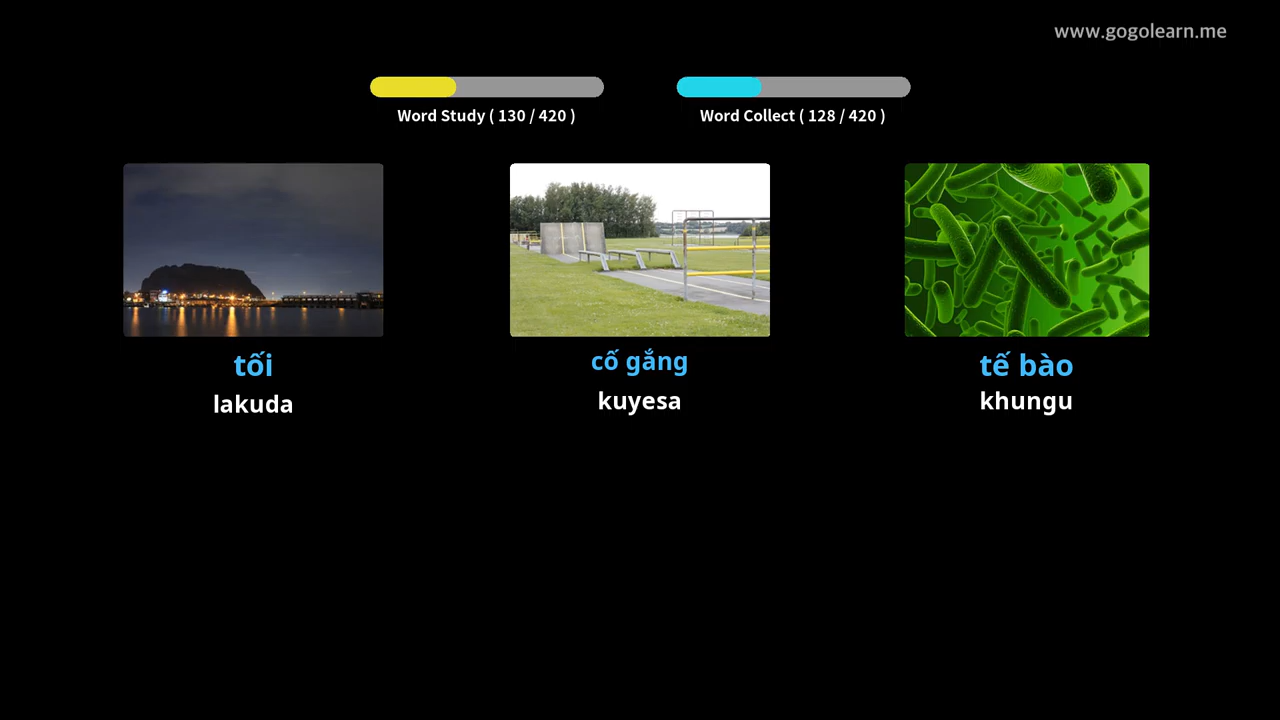 www.gogolearn.me
Word Study ( 130 / 420 )
Word Collect ( 128 / 420 )
tối
lakuda
cố gắng
kuyesa
tế bào
khungu